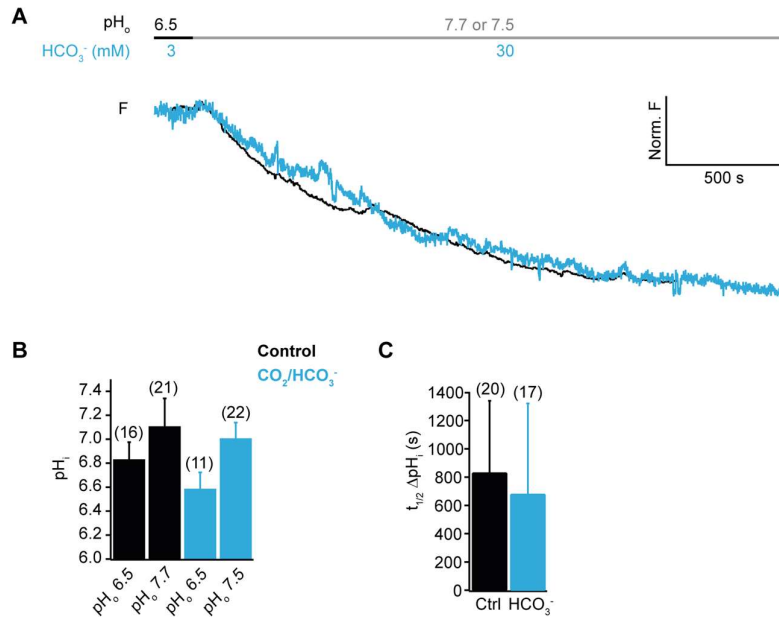 A
pHₒ 6.5 7.7 or 7.5
HCO₃⁻ (mM) 3 30
F
Norm. F
500 s
B
Control
CO₂/HCO₃⁻
pHᵢ
7.4
7.2
7.0
6.8
6.6
6.4
6.2
6.0
(16)
(21)
(11)
(22)
pHₒ 6.5
pHₒ 7.7
pHₒ 6.5
pHₒ 7.5
C
t₁/₂ ΔpHᵢ (s)
1400
1200
1000
800
600
400
200
0
(20)
(17)
Ctrl HCO₃⁻